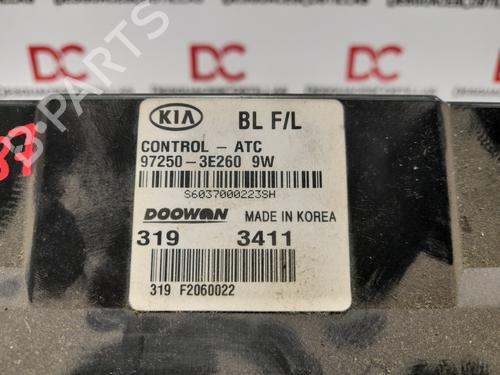 KIA BL F/L
CONTROL - ATC
97250-3E260 9W
S6037000223SH
DOOWON MADE IN KOREA
319 3411
319 F2060022
DC DC DC DC
B-PARTS